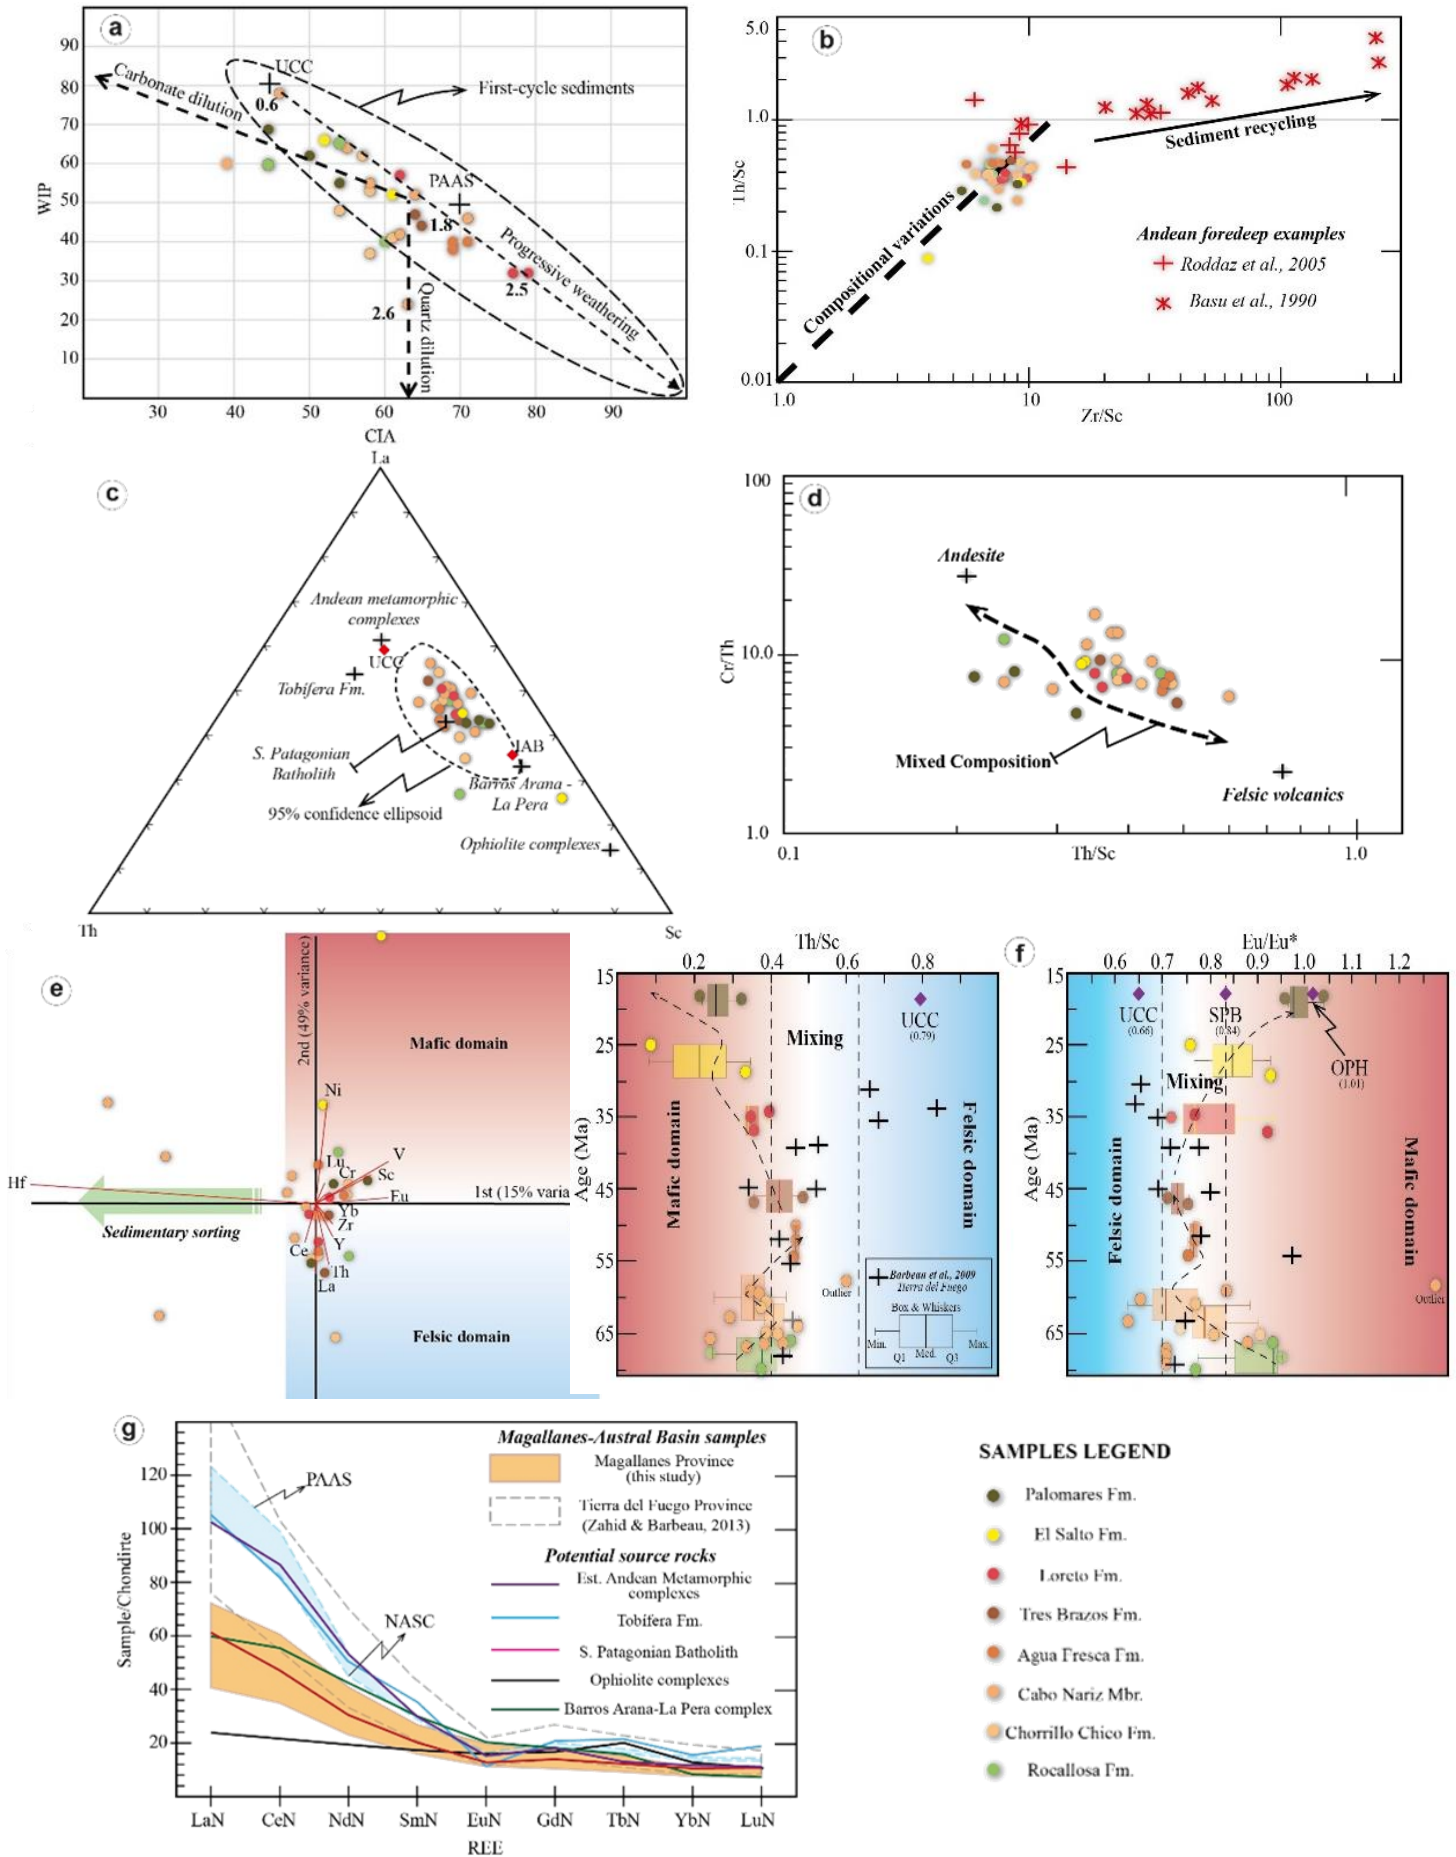 a
90
80
70
60
50
40
30
20
10
WIP
30
40
50
60
70
80
90
CIA
UCC
0.6
Carbonate dilution
First-cycle sediments
PAAS
1.8
Progressive weathering
2.5
2.6
Quartz dilution
b
5.0
1.0
0.1
0.01
Th/Sc
1.0
10
100
Zr/Sc
Sediment recycling
Compositional variations
Andean foredeep examples
Roddaz et al., 2005
Basu et al., 1990
c
La
Th
Sc
Andean metamorphic
complexes
UCC
Tobífera Fm.
S. Patagonian
Batholith
IAB
Barros Arana -
La Pera
95% confidence ellipsoid
Ophiolite complexes
d
100
10.0
1.0
Cr/Th
0.1
Th/Sc
1.0
Andesite
Mixed Composition
Felsic volcanics
e
2nd (49% variance)
Mafic domain
Ni
Lu
Cr
V
Sc
Eu
Hf
1st (15% varia
Yb
Zr
Sedimentary sorting
Ce
Y
Th
La
Felsic domain
Th/Sc
0.2
0.4
0.6
0.8
15
25
35
45
55
65
Age (Ma)
Mixing
UCC
(0.79)
Mafic domain
Felsic domain
Outlier
Barbeau et al., 2009
Tierra del Fuego
Box & Whiskers
Min.
Max.
Q1
Med.
Q3
f
Eu/Eu*
0.6
0.7
0.8
0.9
1.0
1.1
1.2
15
25
35
45
55
65
Age (Ma)
UCC
(0.66)
SPB
(0.84)
OPH
(1.01)
Mixing
Felsic domain
Mafic domain
Outlier
g
120
100
80
60
40
20
Sample/Chondirte
LaN
CeN
NdN
SmN
EuN
GdN
TbN
YbN
LuN
REE
PAAS
NASC
Magallanes-Austral Basin samples
Magallanes Province
(this study)
Tierra del Fuego Province
(Zahid & Barbeau, 2013)
Potential source rocks
Est. Andean Metamorphic
complexes
Tobífera Fm.
S. Patagonian Batholith
Ophiolite complexes
Barros Arana-La Pera complex
SAMPLES LEGEND
Palomares Fm.
El Salto Fm.
Loreto Fm.
Tres Brazos Fm.
Agua Fresca Fm.
Cabo Nariz Mbr.
Chorrillo Chico Fm.
Rocallosa Fm.